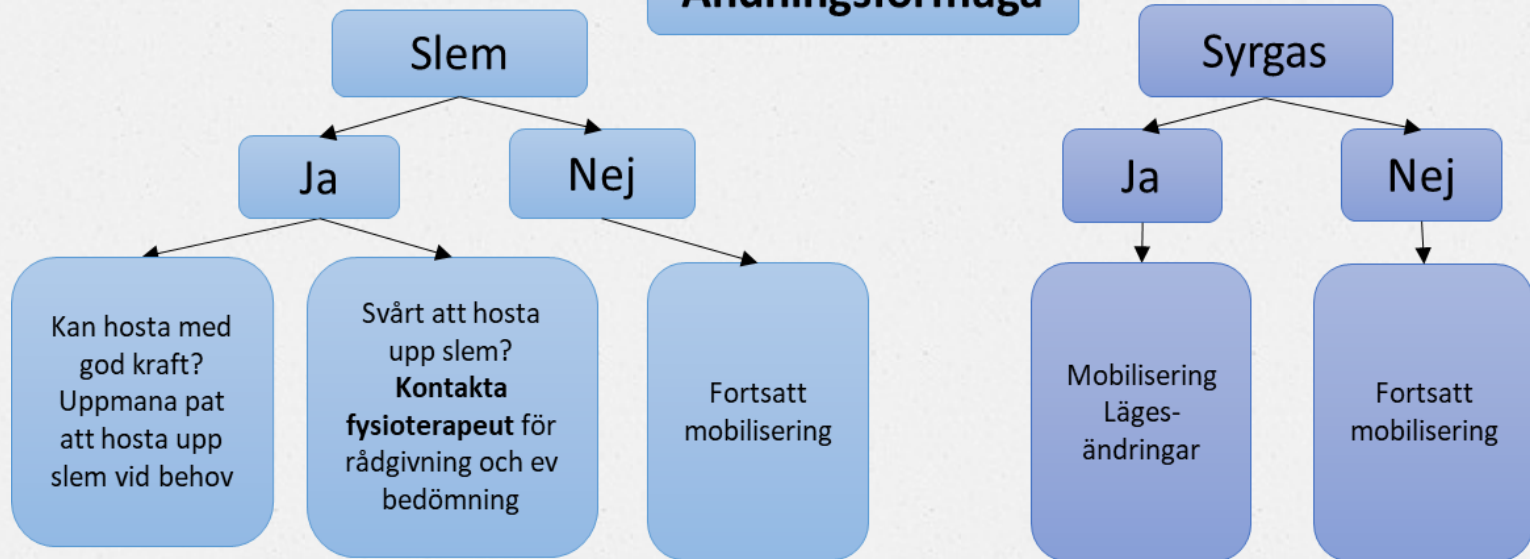 Andningsförmåga
Slem
Syrgas
Ja
Nej
Ja
Nej
Kan hosta med
god kraft?
Uppmana pat
att hosta upp
slem vid behov
Svårt att hosta
upp slem?
Kontakta
fysioterapeut för
rådgivning och ev
bedömning
Fortsatt
mobilisering
Mobilisering
Läges-
ändringar
Fortsatt
mobilisering